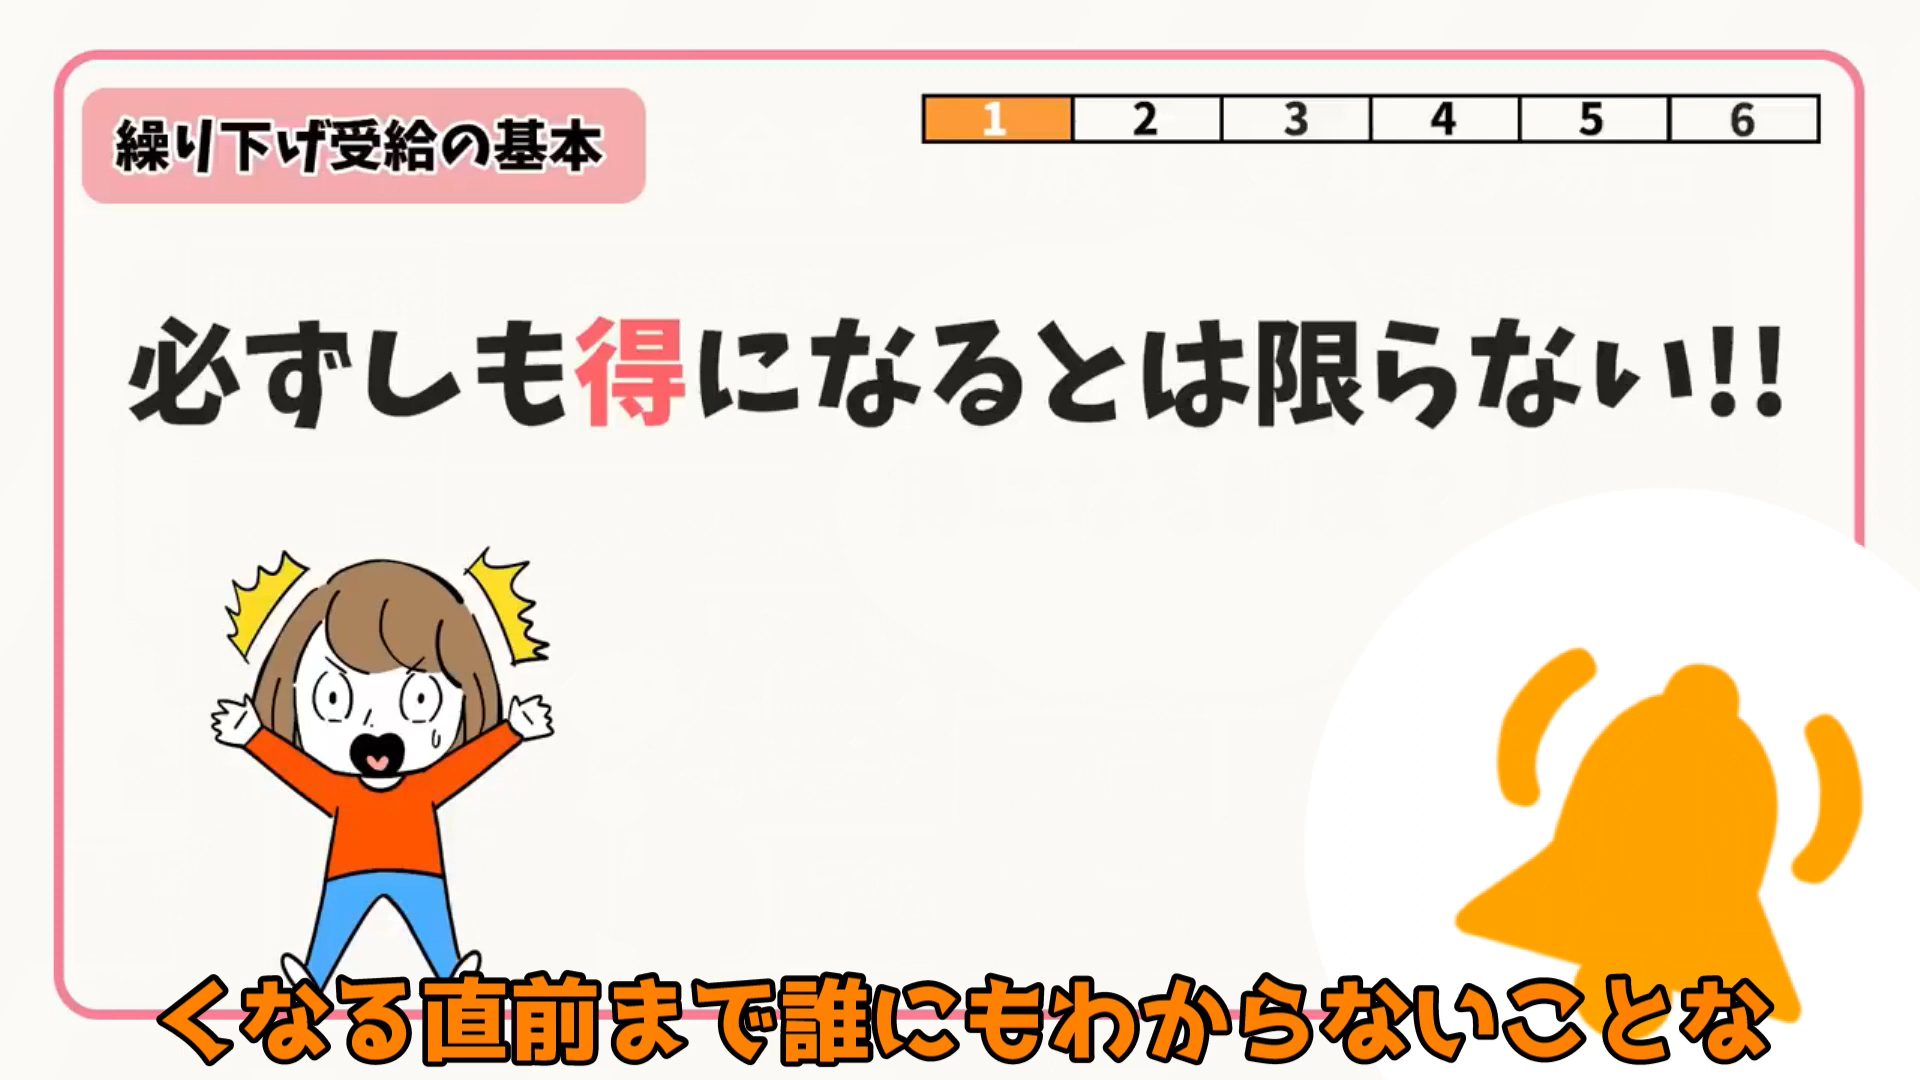 繰り下げ受給の基本
1 2 3 4 5 6
必ずしも得になるとは限らない!!
くなる直前まで誰にもわからないことな